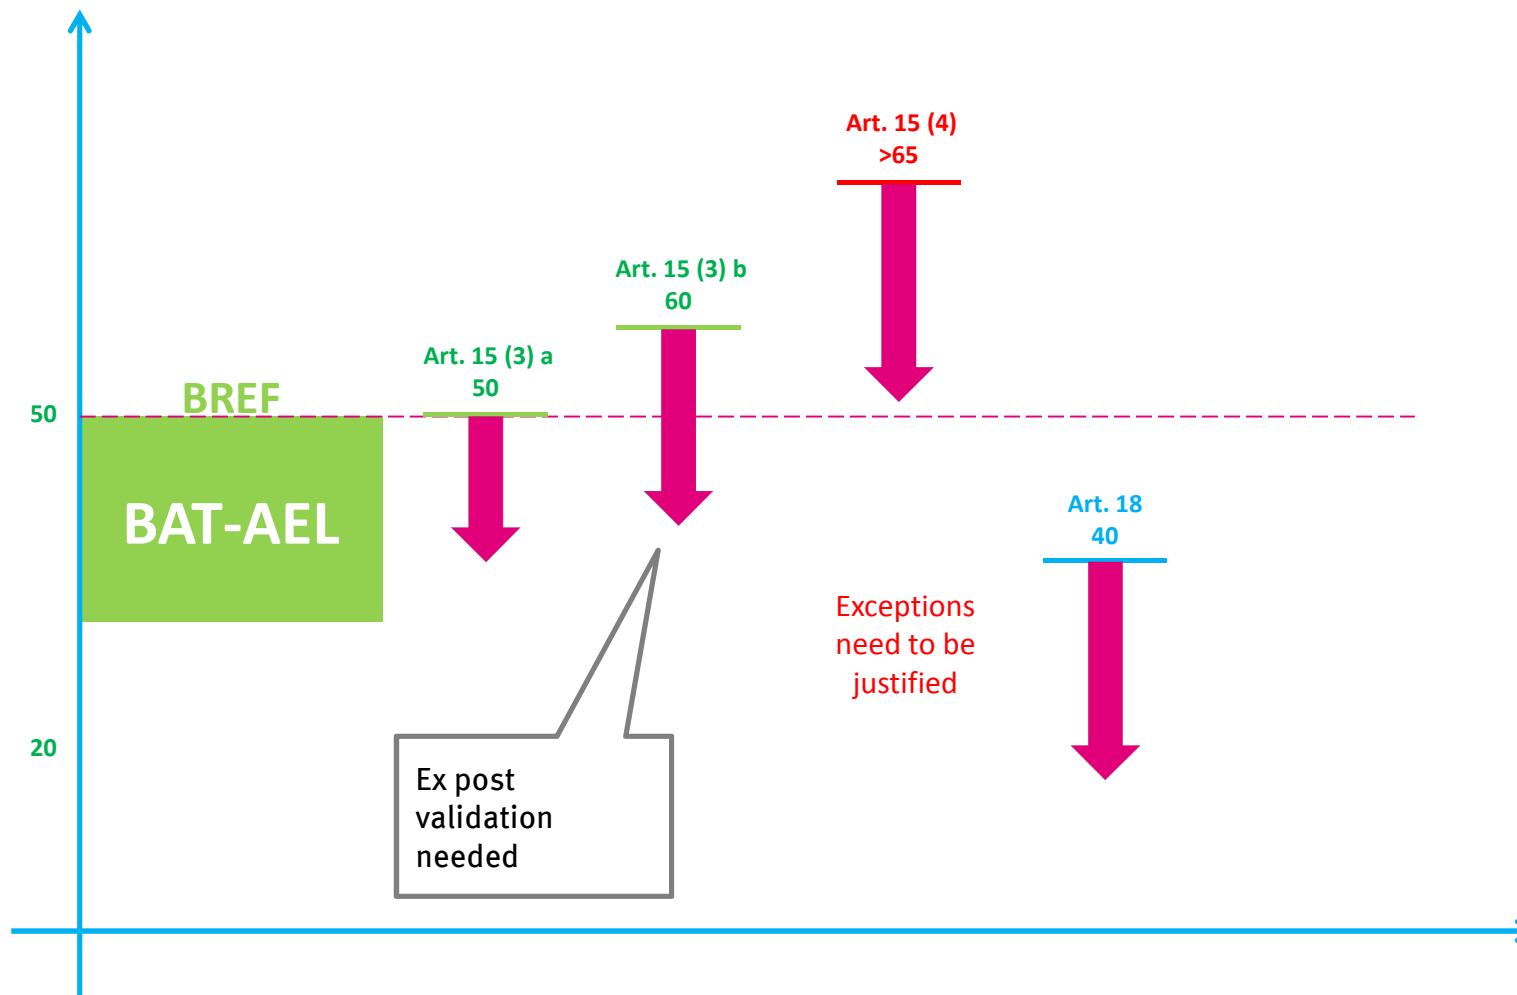 Art. 15 (4)
>65
Art. 15 (3) b
60
Art. 15 (3) a
50
BREF
50
BAT-AEL
Art. 18
40
Exceptions
need to be
justified
20
Ex post
validation
needed